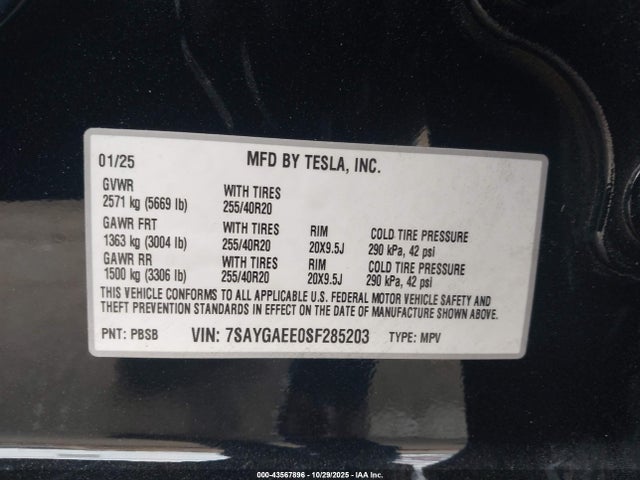 01/25 MFD BY TESLA, INC.
GVWR WITH TIRES
2571 kg (5669 lb) 255/40R20
GAWR FRT WITH TIRES RIM COLD TIRE PRESSURE
1363 kg (3004 lb) 255/40R20 20X9.5J 290 kPa, 42 psi
GAWR RR WITH TIRES RIM COLD TIRE PRESSURE
1500 kg (3306 lb) 255/40R20 20X9.5J 290 kPa, 42 psi
THIS VEHICLE CONFORMS TO ALL APPLICABLE U.S. FEDERAL MOTOR VEHICLE SAFETY AND
THEFT PREVENTION STANDARDS IN EFFECT ON THE DATE OF MANUFACTURE SHOWN ABOVE.
PNT: PBSB VIN: 7SAYGAEE0SF285203 TYPE: MPV
000-43567896 | 10/29/2025 | IAA Inc.